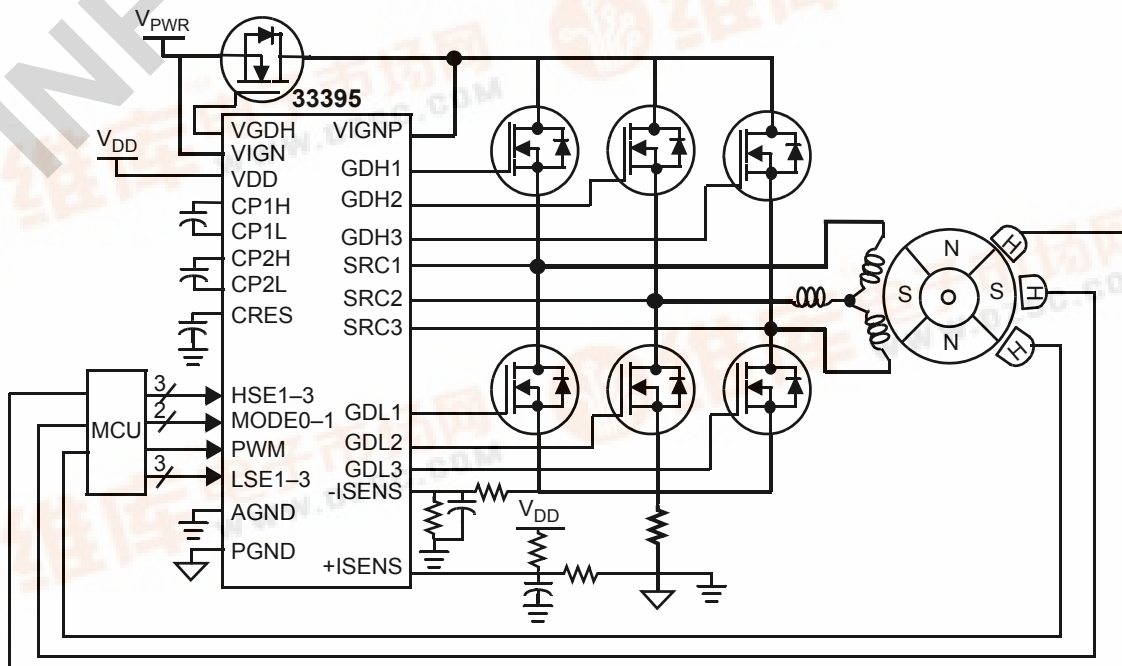 INF
VPWR
33395
VDD
VGDH
VIGN
VDD
CP1H
CP1L
CP2H
CP2L
CRES
HSE1–3
MODE0–1
PWM
LSE1–3
AGND
PGND
VIGNP
GDH1
GDH2
GDH3
SRC1
SRC2
SRC3
GDL1
GDL2
GDL3
-ISENS
+ISENS
MCU
3
2
3
VDD
N
S
S
N
H
H
H